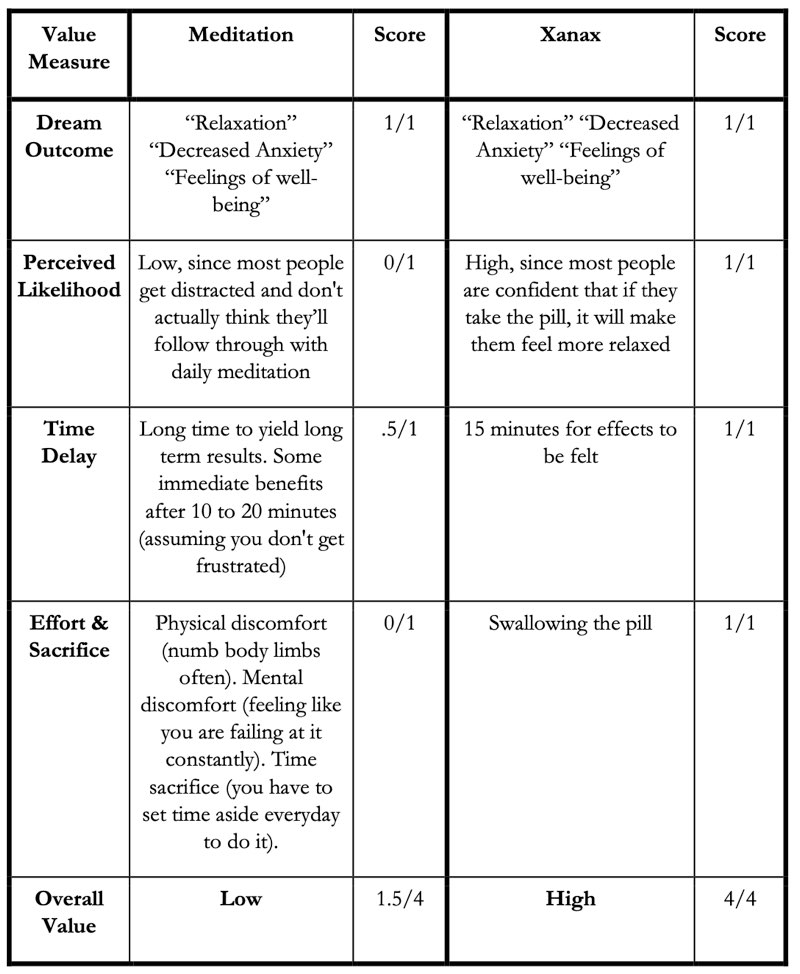 Value
Measure
Meditation
Score
Xanax
Score
Dream
Outcome
“Relaxation”
“Decreased Anxiety”
“Feelings of well-
being”
1/1
“Relaxation” “Decreased
Anxiety” “Feelings of
well-being”
1/1
Perceived
Likelihood
Low, since most people
get distracted and don't
actually think they’ll
follow through with
daily meditation
0/1
High, since most people
are confident that if they
take the pill, it will make
them feel more relaxed
1/1
Time
Delay
Long time to yield long
term results. Some
immediate benefits
after 10 to 20 minutes
(assuming you don't get
frustrated)
.5/1
15 minutes for effects to
be felt
1/1
Effort &
Sacrifice
Physical discomfort
(numb body limbs
often). Mental
discomfort (feeling like
you are failing at it
constantly). Time
sacrifice (you have to
set time aside everyday
to do it).
0/1
Swallowing the pill
1/1
Overall
Value
Low
1.5/4
High
4/4